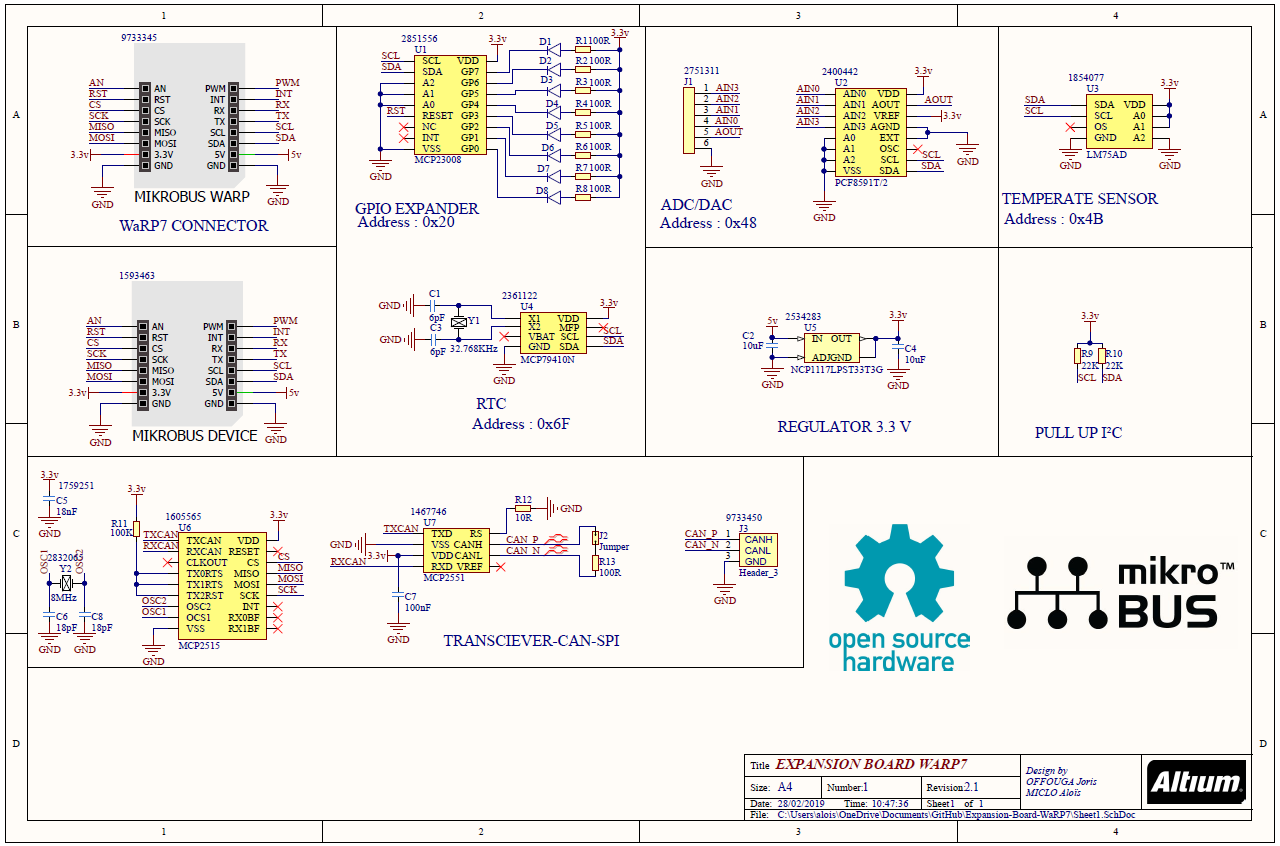 1 2 3 4
A
B
C
D
A
B
C
D
9733345
AN
RST
CS
SCK
MISO
MOSI
3.3v
GND
AN
RST
CS
SCK
MISO
MOSI
3.3V
GND
PWM
INT
RX
TX
SCL
SDA
5V
GND
PWM
INT
RX
TX
SCL
SDA
5v
GND
MIKROBUS WARP
WaRP7 CONNECTOR
2851556
U1
3.3v
3.3v
SCL
SDA
RST
GND
SCL VDD
SDA GP7
A2 GP6
A1 GP5
A0 GP4
RESET GP3
NC GP2
INT GP1
VSS GP0
MCP23008
D1 R1 100R
D2 R2 100R
D3 R3 100R
D4 R4 100R
D5 R5 100R
D6 R6 100R
D7 R7 100R
D8 R8 100R
GPIO EXPANDER
Address : 0x20
2751311
J1
1 AIN3
2 AIN2
3 AIN1
4 AIN0
5 AOUT
6
GND
2400442
U2
3.3v
AIN0
AIN1
AIN2
AIN3
AIN0 VDD
AIN1 AOUT
AIN2 VREF
AIN3 AGND
A0 EXT
A1 OSC
A2 SCL
VSS SDA
PCF8591T/2
AOUT
3.3v
GND
SCL
SDA
GND
ADC/DAC
Address : 0x48
1854077
U3
3.3v
SDA
SCL
SDA VDD
SCL A0
OS A1
GND A2
LM75AD
GND
GND
TEMPERATE SENSOR
Address : 0x4B
1593463
AN
RST
CS
SCK
MISO
MOSI
3.3v
GND
AN
RST
CS
SCK
MISO
MOSI
3.3V
GND
PWM
INT
RX
TX
SCL
SDA
5V
GND
PWM
INT
RX
TX
SCL
SDA
5v
GND
MIKROBUS DEVICE
GND
C1
6pF
GND
C3
6pF
Y1
32.768KHz
2361122
U4
3.3v
X1 VDD
X2 MFP
VBAT SCL
GND SDA
MCP79410N
SCL
SDA
GND
RTC
Address : 0x6F
5v
2534283
U5
3.3v
C2
10uF
IN OUT
ADJGND
NCP1117LPST33T3G
C4
10uF
GND
GND
REGULATOR 3.3 V
3.3v
R9
22K
R10
22K
SCL SDA
PULL UP I²C
3.3v
1759251
C5
18nF
GND
2832065
OSC1
OSC2
Y2
8MHz
C6
18pF
C8
18pF
GND GND
3.3v
R11
100K
1605565
U6
3.3v
TXCAN
RXCAN
OSC2
OSC1
TXCAN VDD
RXCAN RESET
CLKOUT CS
TX0RTS MISO
TX1RTS MOSI
TX2RTS SCK
OSC2 INT
OCS1 RX0BF
VSS RX1BF
MCP2515
CS
MISO
MOSI
SCK
GND
1467746
U7
TXCAN
GND
3.3v
RXCAN
TXD RS
VSS CANH
VDD CANL
RXD VREF
MCP2551
C7
100nF
GND
R12
10R
GND
CAN_P
CAN_N
J2
Jumper
R13
100R
TRANSCIEVER-CAN-SPI
9733450
J3
CAN_P 1 CANH
CAN_N 2 CANL
3 GND
Header_3
GND
open source
hardware
mikro™
BUS
Title EXPANSION BOARD WARP7
Size: A4 Number:1 Revision:2.1
Date: 28/02/2019 Time: 10:47:36 Sheet1 of 1
File: C:\Users\alois\OneDrive\Documents\GitHub\Expansion-Board-WaRP7\Sheet1.SchDoc
Design by
OFFOUGA Joris
MICLO Aloïs
Altium
1 2 3 4